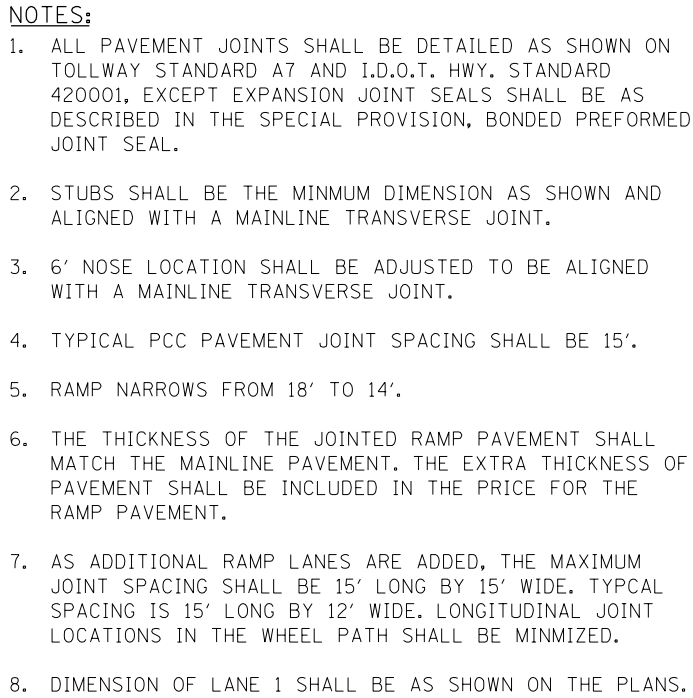 NOTES:
1. ALL PAVEMENT JOINTS SHALL BE DETAILED AS SHOWN ON
TOLLWAY STANDARD A7 AND I.D.O.T. HWY. STANDARD
420001, EXCEPT EXPANSION JOINT SEALS SHALL BE AS
DESCRIBED IN THE SPECIAL PROVISION, BONDED PREFORMED
JOINT SEAL.
2. STUBS SHALL BE THE MINMUM DIMENSION AS SHOWN AND
ALIGNED WITH A MAINLINE TRANSVERSE JOINT.
3. 6' NOSE LOCATION SHALL BE ADJUSTED TO BE ALIGNED
WITH A MAINLINE TRANSVERSE JOINT.
4. TYPICAL PCC PAVEMENT JOINT SPACING SHALL BE 15'.
5. RAMP NARROWS FROM 18' TO 14'.
6. THE THICKNESS OF THE JOINTED RAMP PAVEMENT SHALL
MATCH THE MAINLINE PAVEMENT. THE EXTRA THICKNESS OF
PAVEMENT SHALL BE INCLUDED IN THE PRICE FOR THE
RAMP PAVEMENT.
7. AS ADDITIONAL RAMP LANES ARE ADDED, THE MAXIMUM
JOINT SPACING SHALL BE 15' LONG BY 15' WIDE. TYPCAL
SPACING IS 15' LONG BY 12' WIDE. LONGITUDINAL JOINT
LOCATIONS IN THE WHEEL PATH SHALL BE MINMIZED.
8. DIMENSION OF LANE 1 SHALL BE AS SHOWN ON THE PLANS.